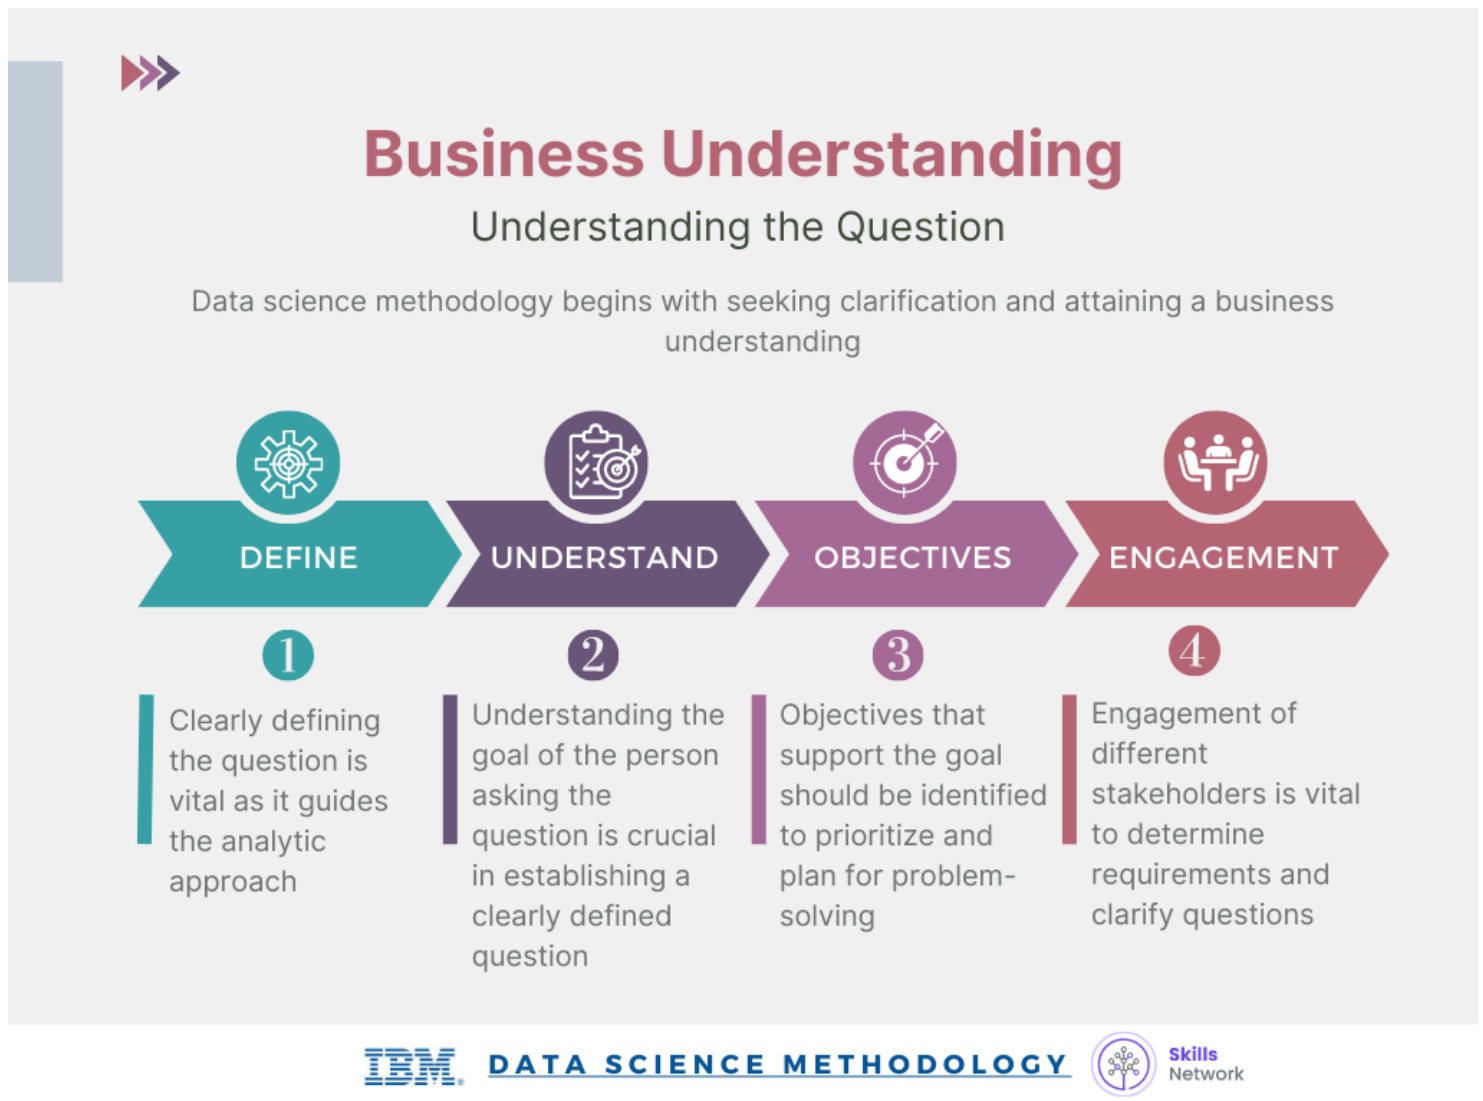 Business Understanding
Understanding the Question
Data science methodology begins with seeking clarification and attaining a business
understanding
DEFINE
UNDERSTAND
OBJECTIVES
ENGAGEMENT
1
Clearly defining
the question is
vital as it guides
the analytic
approach
2
Understanding the
goal of the person
asking the
question is crucial
in establishing a
clearly defined
question
3
Objectives that
support the goal
should be identified
to prioritize and
plan for problem-
solving
4
Engagement of
different
stakeholders is vital
to determine
requirements and
clarify questions
IBM®
DATA SCIENCE METHODOLOGY
Skills
Network